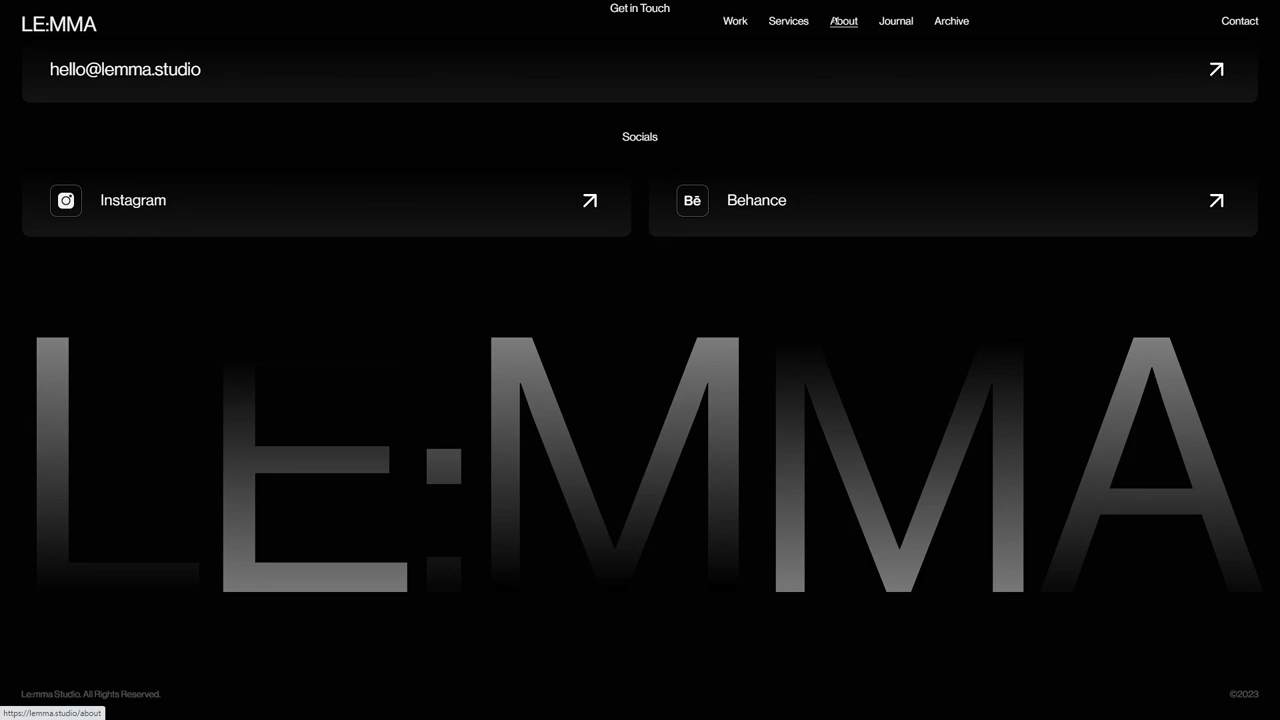 Get in Touch
LE:MMA
Work Services About Journal Archive
Contact
hello@lemma.studio
Socials
Instagram
Bē Behance
LE:MMA
Le:mma Studio. All Rights Reserved.
©2023
https://lemma.studio/about